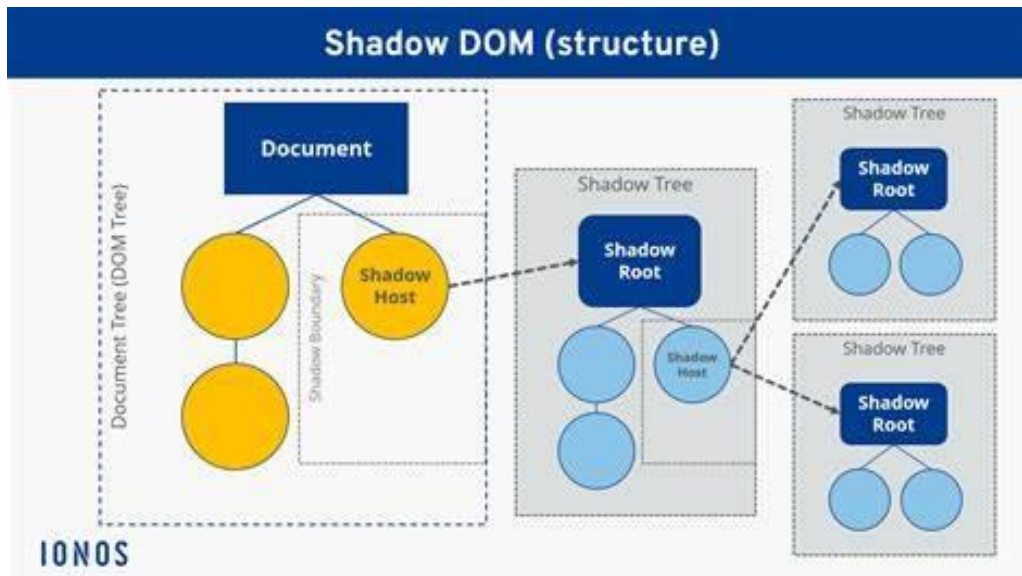 Shadow DOM (structure)
Document Tree (DOM Tree)
Document
Shadow
Host
Shadow Boundary
Shadow Tree
Shadow
Root
Shadow
Host
Shadow Tree
Shadow
Root
Shadow Tree
Shadow
Root
IONOS